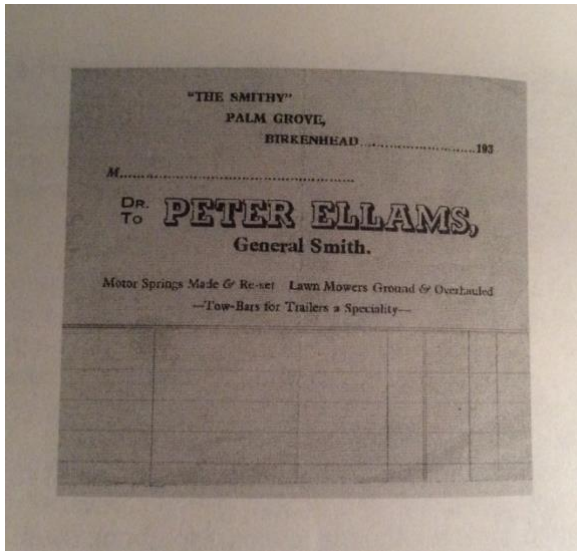 "THE SMITHY"
PALM GROVE,
BIRKENHEAD..............................193
M..........................................................
DR.
TO PETER ELLAMS,
General Smith.
Motor Springs Made & Re-set Lawn Mowers Ground & Overhauled
—Tow-Bars for Trailers a Speciality—